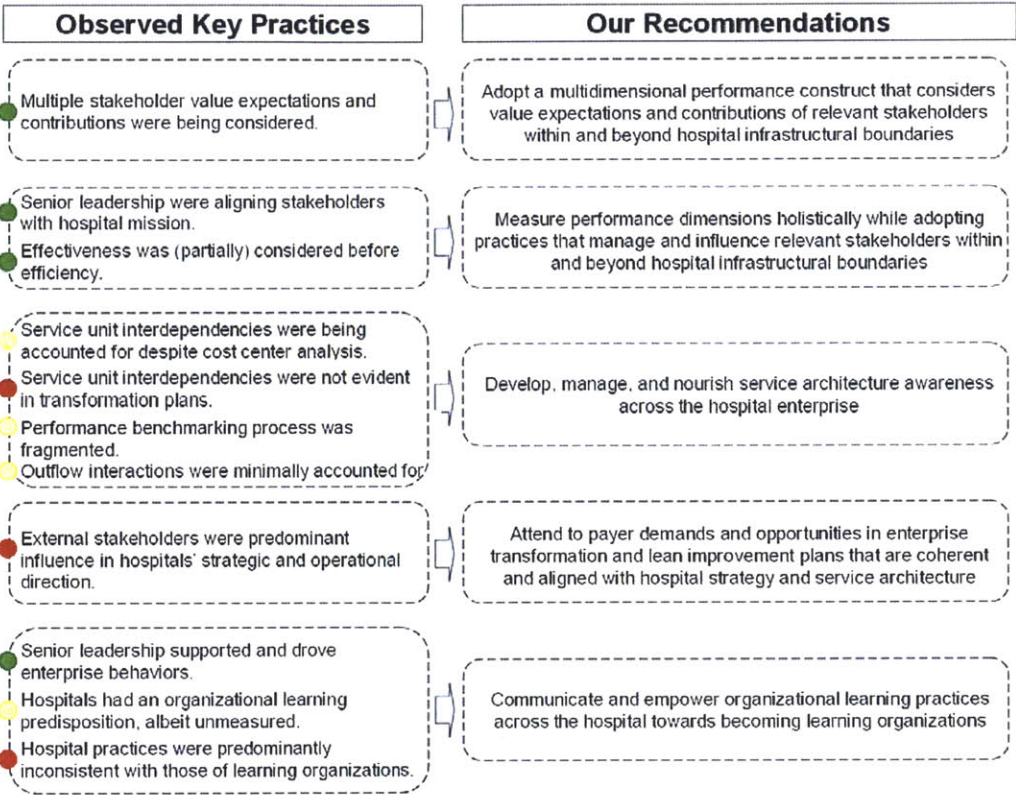 Observed Key Practices
Our Recommendations
Multiple stakeholder value expectations and
contributions were being considered.
Adopt a multidimensional performance construct that considers
value expectations and contributions of relevant stakeholders
within and beyond hospital infrastructural boundaries
Senior leadership were aligning stakeholders
with hospital mission.
Effectiveness was (partially) considered before
efficiency.
Measure performance dimensions holistically while adopting
practices that manage and influence relevant stakeholders within
and beyond hospital infrastructural boundaries
Service unit interdependencies were being
accounted for despite cost center analysis.
Service unit interdependencies were not evident
in transformation plans.
Performance benchmarking process was
fragmented.
Outflow interactions were minimally accounted for
Develop, manage, and nourish service architecture awareness
across the hospital enterprise
External stakeholders were predominant
influence in hospitals' strategic and operational
direction.
Attend to payer demands and opportunities in enterprise
transformation and lean improvement plans that are coherent
and aligned with hospital strategy and service architecture
Senior leadership supported and drove
enterprise behaviors.
Hospitals had an organizational learning
predisposition, albeit unmeasured.
Hospital practices were predominantly
inconsistent with those of learning organizations.
Communicate and empower organizational learning practices
across the hospital towards becoming learning organizations